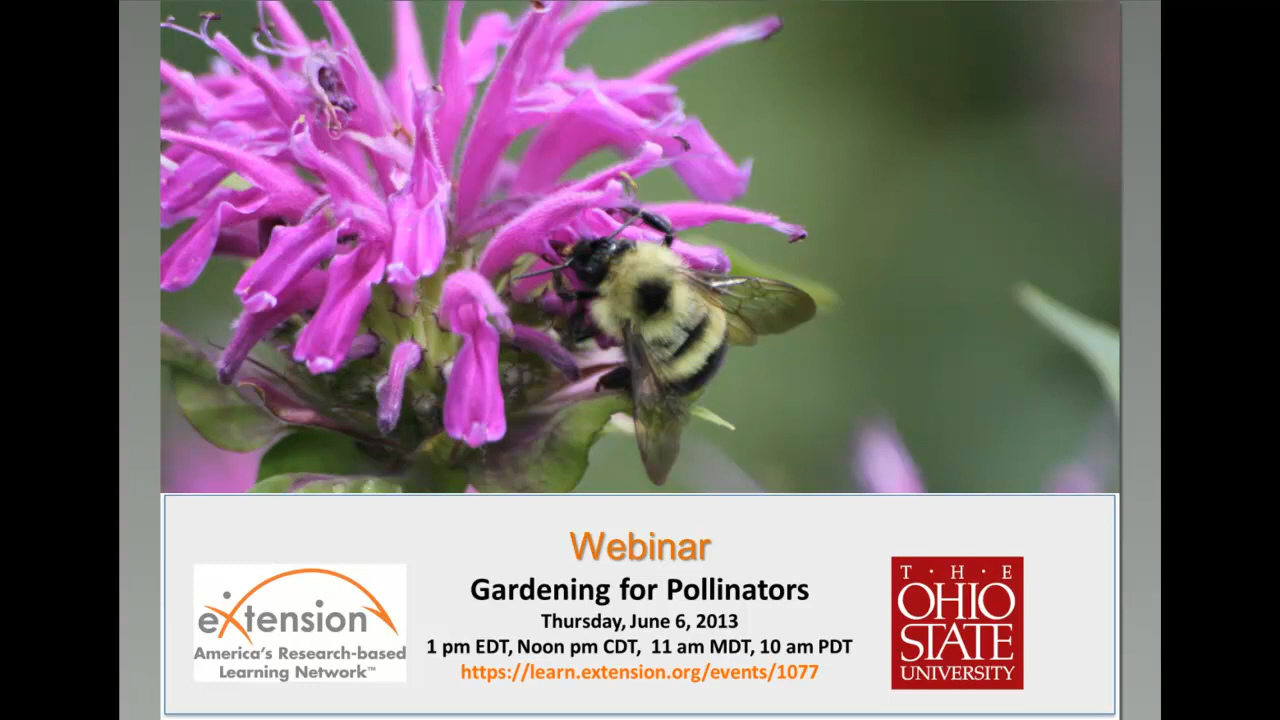 Webinar
Gardening for Pollinators
Thursday, June 6, 2013
1 pm EDT, Noon pm CDT, 11 am MDT, 10 am PDT
https://learn.extension.org/events/1077
eXtension
America's Research-based
Learning Network™
T · H · E
OHIO
STATE
UNIVERSITY